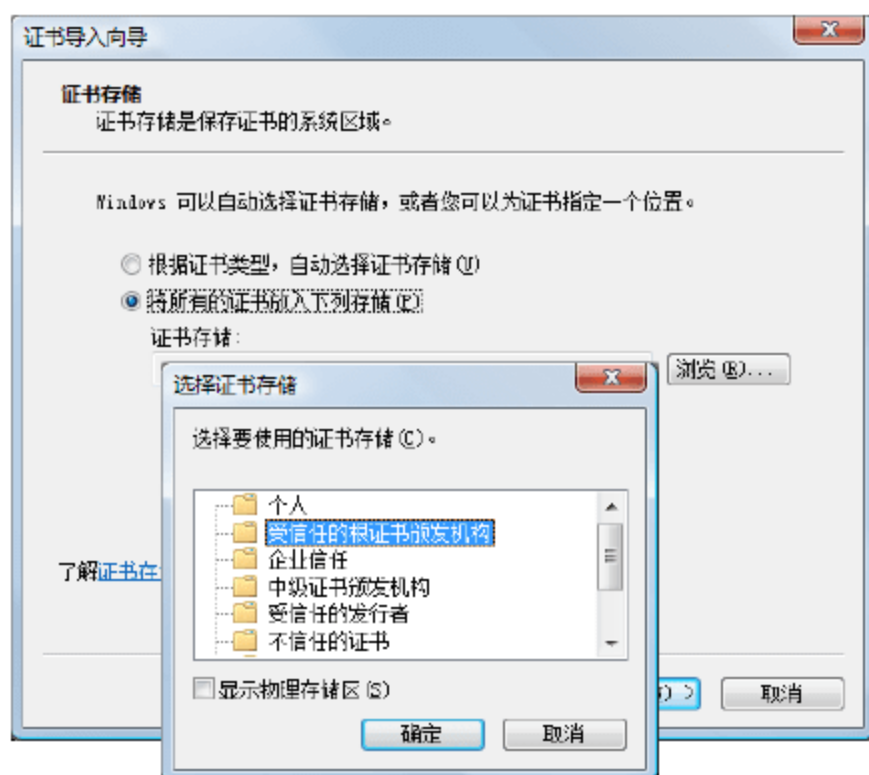 证书导入向导
证书存储
证书存储是保存证书的系统区域。
Windows 可以自动选择证书存储，或者您可以为证书指定一个位置。
根据证书类型，自动选择证书存储(U)
将所有的证书放入下列存储(P)
证书存储:
浏览(R)...
选择证书存储
选择要使用的证书存储(C)。
个人
受信任的根证书颁发机构
企业信任
中级证书颁发机构
受信任的发行者
不信任的证书
了解证书存
显示物理存储区(S)
) >
取消
确定
取消